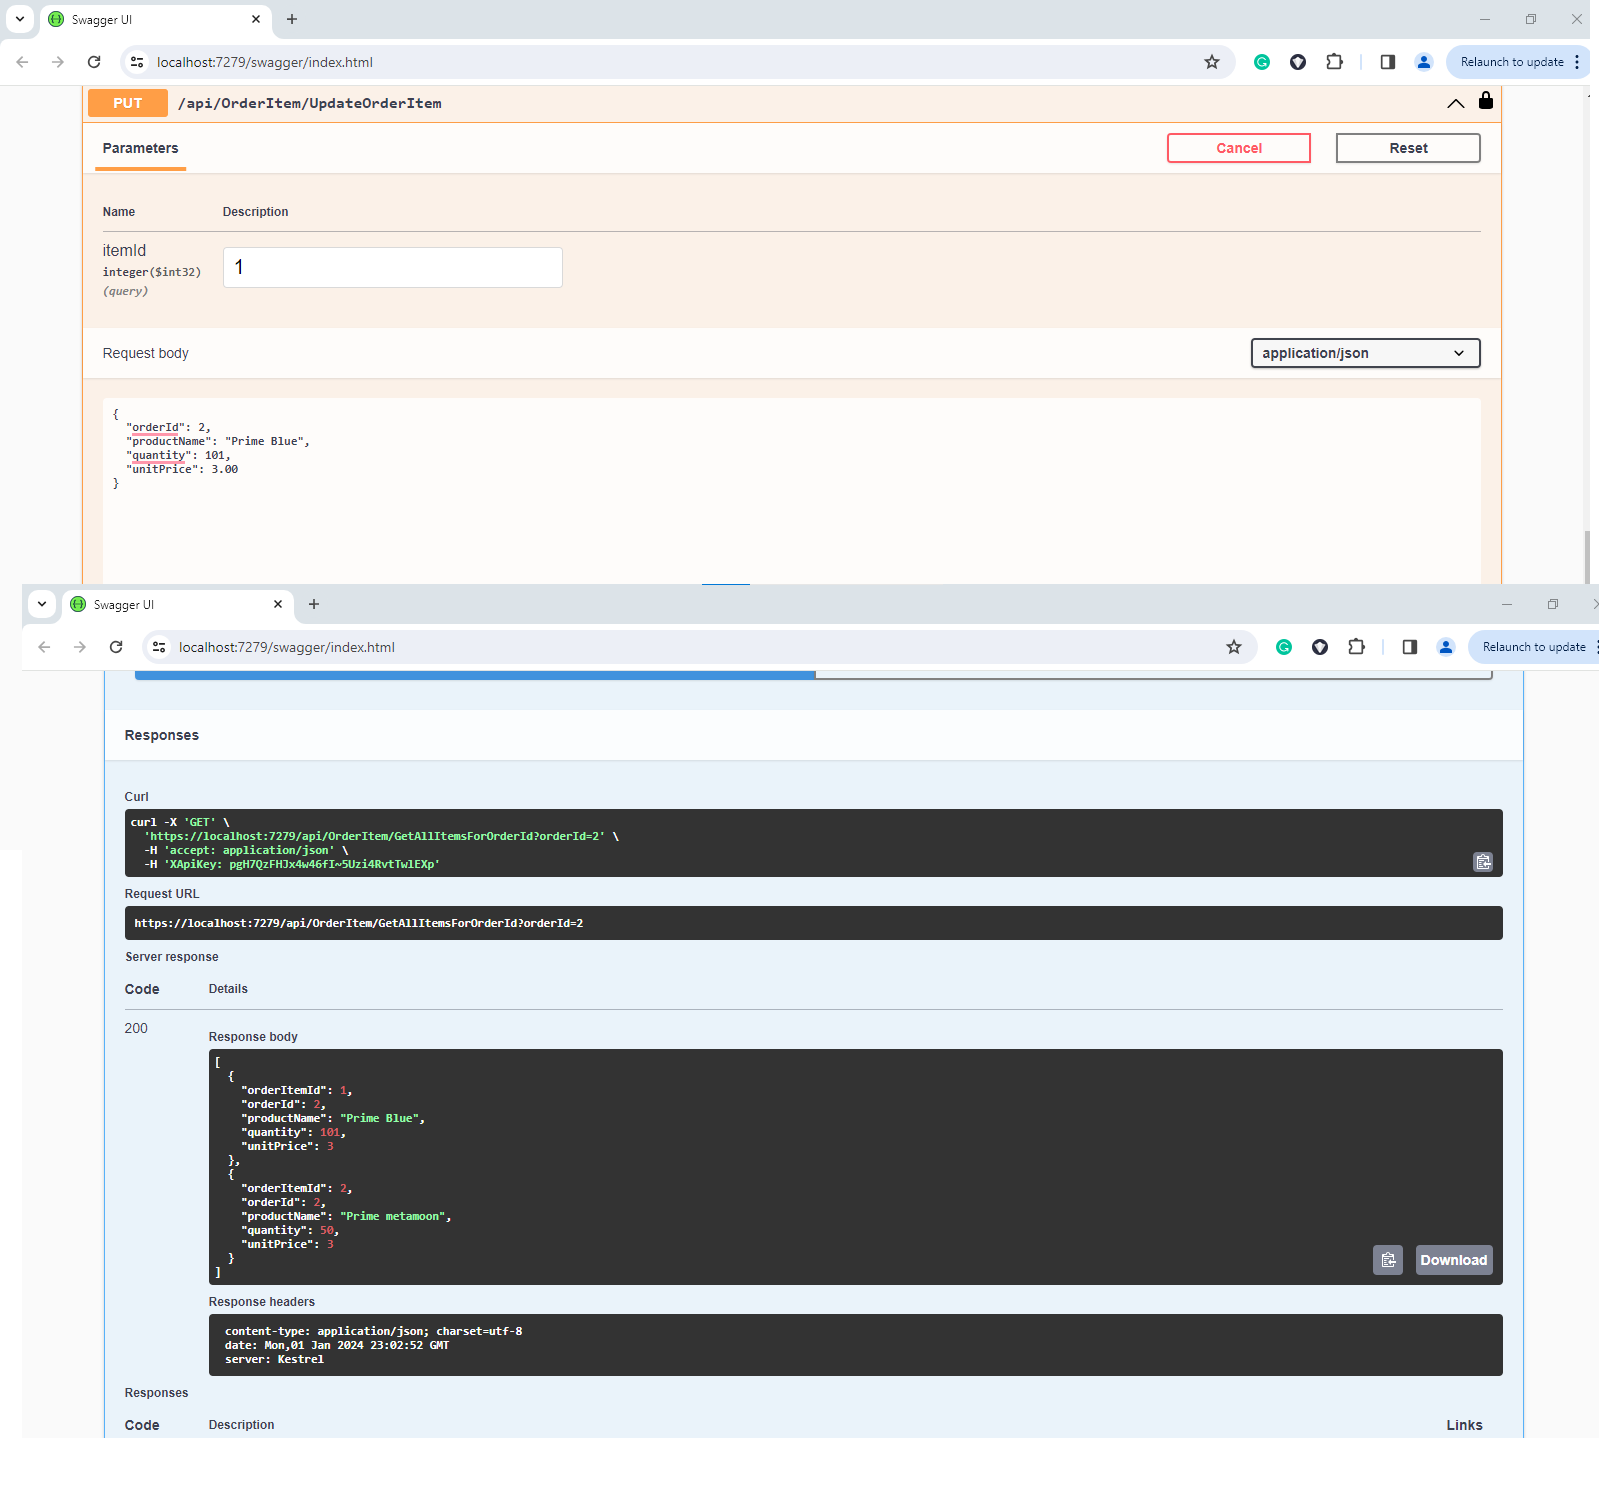 Swagger UI
localhost:7279/swagger/index.html
Relaunch to update
PUT /api/OrderItem/UpdateOrderItem
Parameters
Cancel
Reset
Name Description
itemId
integer($int32)
(query)
1
Request body
application/json
{
"orderId": 2,
"productName": "Prime Blue",
"quantity": 101,
"unitPrice": 3.00
}
Swagger UI
localhost:7279/swagger/index.html
Relaunch to update
Responses
Curl
curl -X 'GET' \
'https://localhost:7279/api/OrderItem/GetAllItemsForOrderId?orderId=2' \
-H 'accept: application/json' \
-H 'XApiKey: pgH7QzFHJx4w46fI~5Uzi4RvtTwlEXp'
Request URL
https://localhost:7279/api/OrderItem/GetAllItemsForOrderId?orderId=2
Server response
Code Details
200
Response body
[
{
"orderItemId": 1,
"orderId": 2,
"productName": "Prime Blue",
"quantity": 101,
"unitPrice": 3
},
{
"orderItemId": 2,
"orderId": 2,
"productName": "Prime metamoon",
"quantity": 50,
"unitPrice": 3
}
]
Download
Response headers
content-type: application/json; charset=utf-8
date: Mon,01 Jan 2024 23:02:52 GMT
server: Kestrel
Responses
Code Description Links